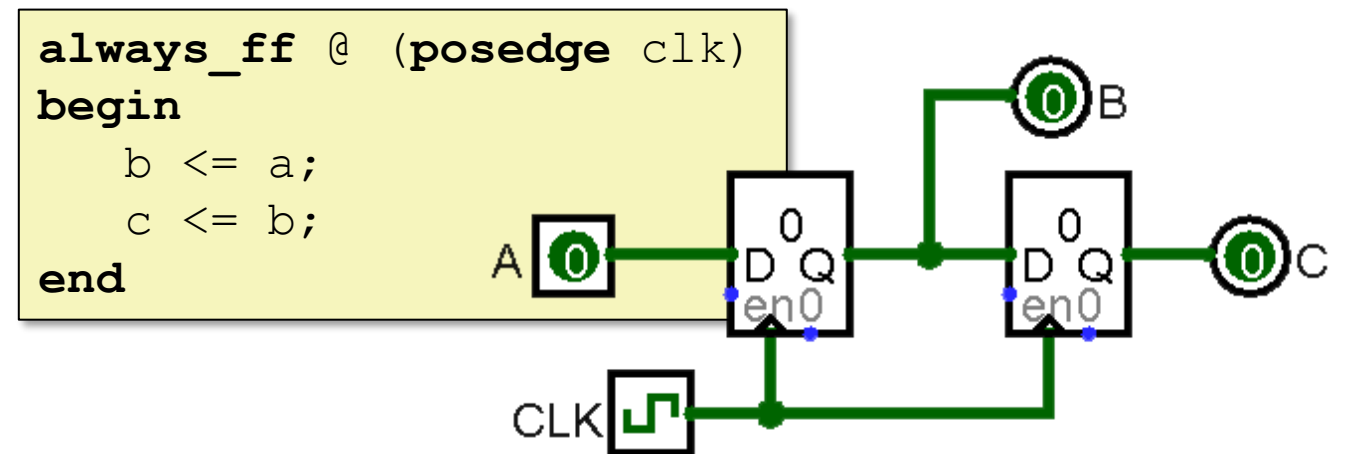 always_ff @ (posedge clk)
begin
b <= a;
c <= b;
end
0 B
0 0
A 0 D Q D Q 0 C
en0 en0
CLK